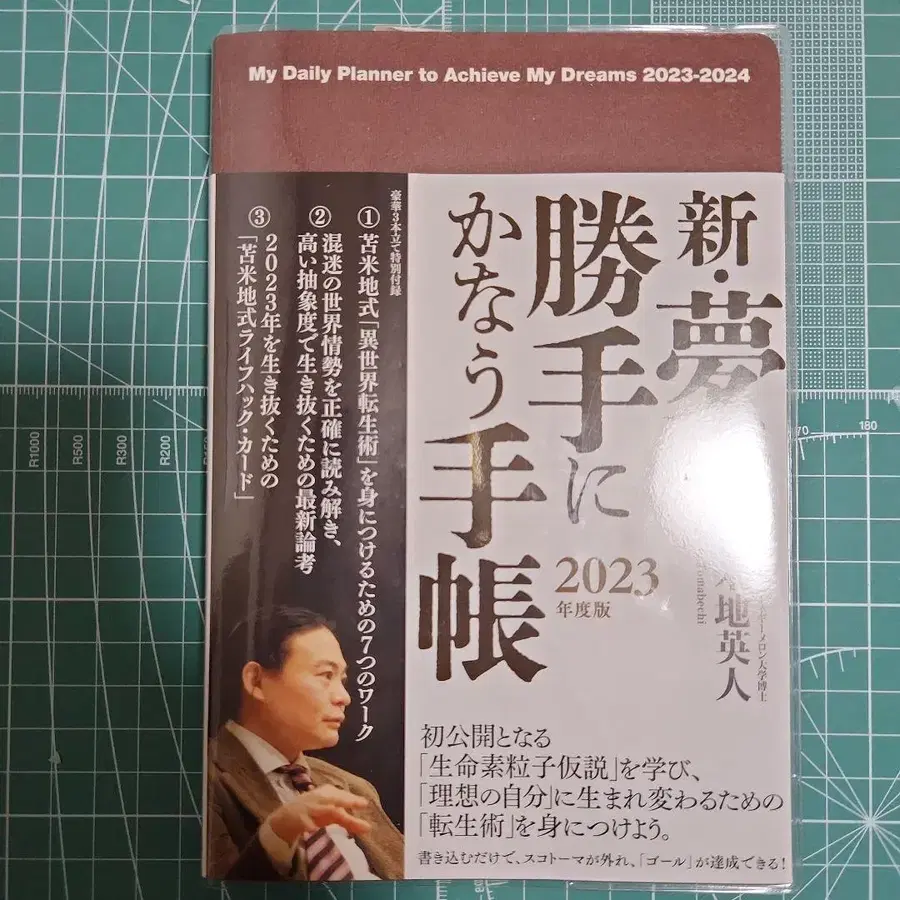 My Daily Planner to Achieve My Dreams 2023-2024
新・夢
勝手に
かなう手帳
2023
年度版
地英人
omabechi
メロン大学博士
豪華3本立て特別付録
① 苫米地式「異世界転生術」を身につけるための7つのワーク
② 混迷の世界情勢を正確に読み解き、
高い抽象度で生き抜くための最新論考
③ 2023年を生き抜くための
「苫米地式ライフハック・カード」
初公開となる
「生命素粒子仮説」を学び、
「理想の自分」に生まれ変わるための
「転生術」を身につけよう。
書き込むだけで、スコトーマが外れ、「ゴール」が達成できる!
R1000
R500
R300
R200
70
180